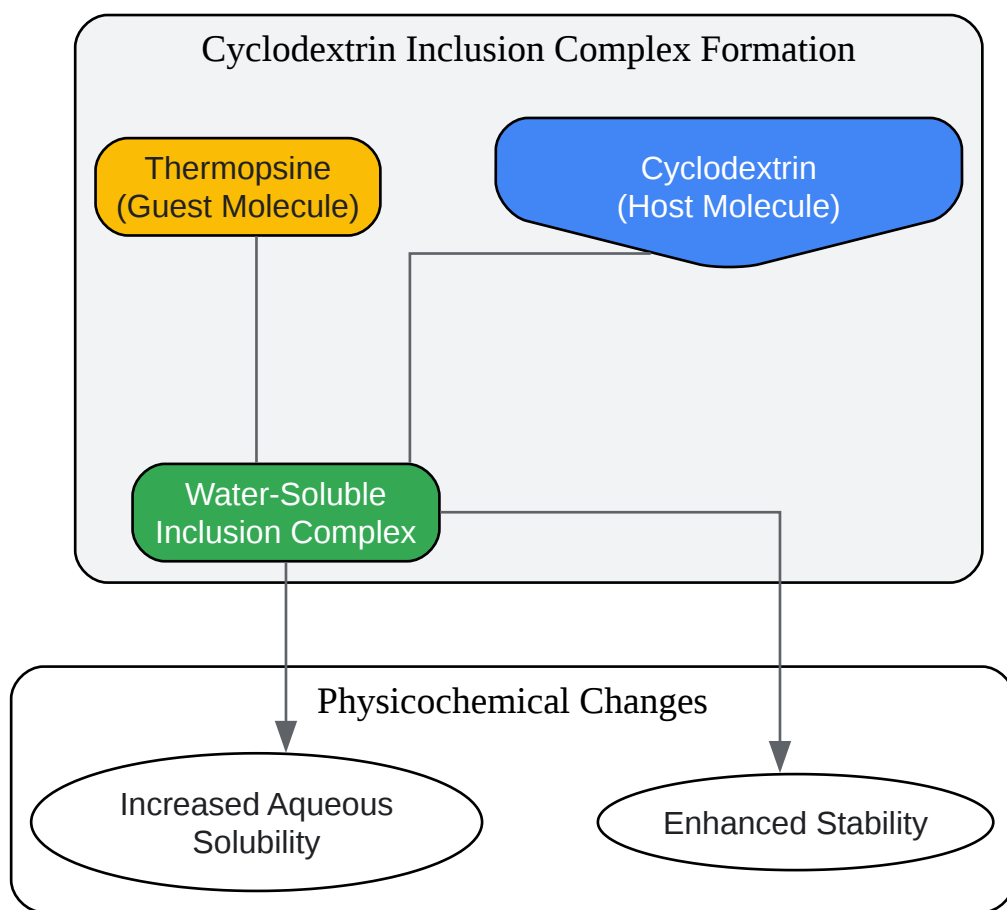 Cyclodextrin Inclusion Complex Formation
Thermopsine
(Guest Molecule)
Cyclodextrin
(Host Molecule)
Water-Soluble
Inclusion Complex
Physicochemical Changes
Increased Aqueous
Solubility
Enhanced Stability